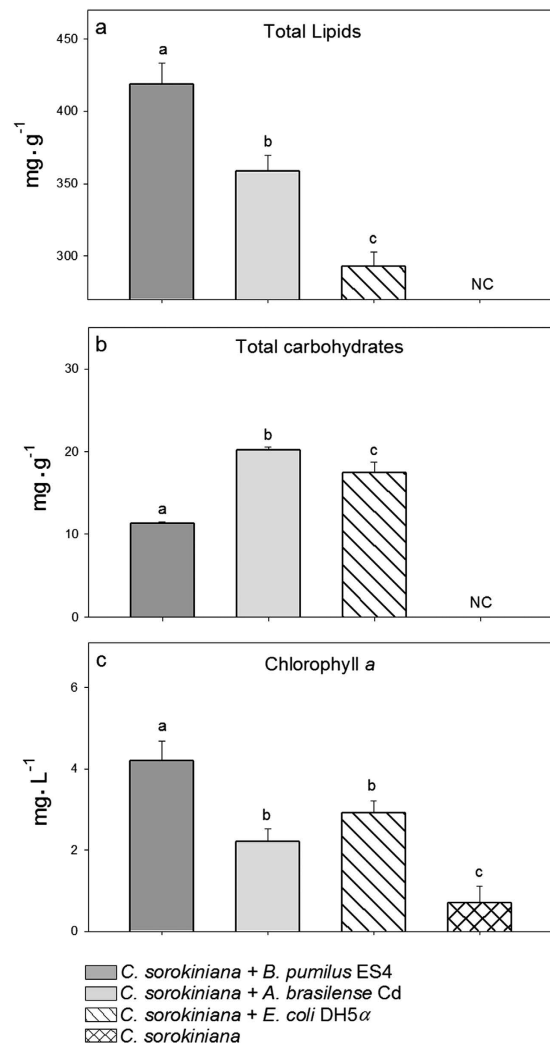 a
Total Lipids
450
400
350
300
mg·g⁻¹
a
b
c
NC
b
Total carbohydrates
30
20
10
0
mg·g⁻¹
a
b
c
NC
c
Chlorophyll a
6
4
2
0
mg·L⁻¹
a
b
b
c
C. sorokiniana + B. pumilus ES4
C. sorokiniana + A. brasilense Cd
C. sorokiniana + E. coli DH5α
C. sorokiniana